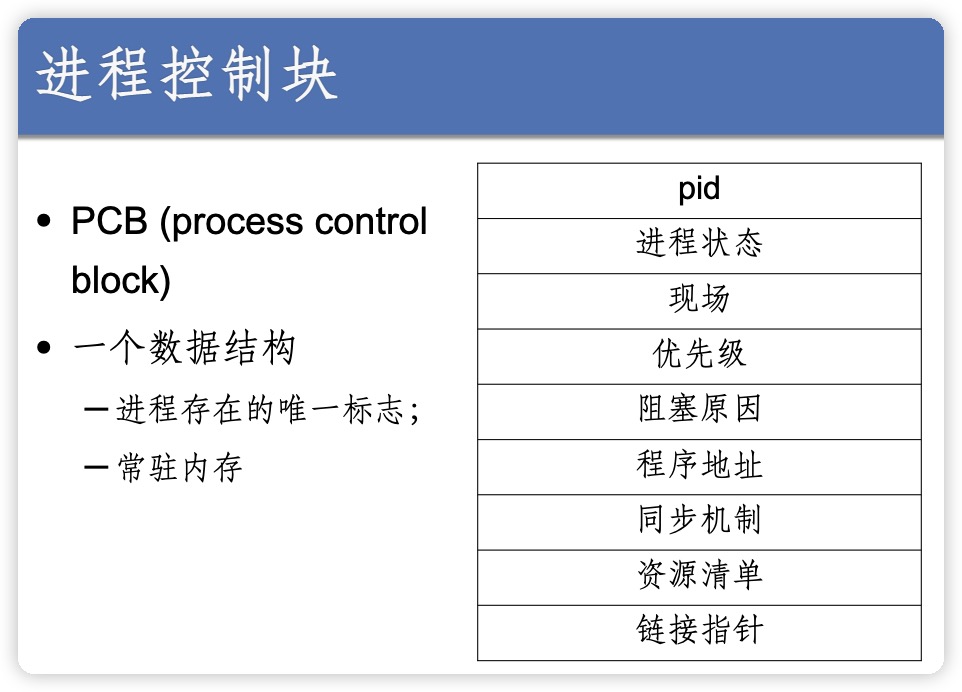 进程控制块
• PCB (process control
block)
• 一个数据结构
–进程存在的唯一标志；
–常驻内存
pid
进程状态
现场
优先级
阻塞原因
程序地址
同步机制
资源清单
链接指针